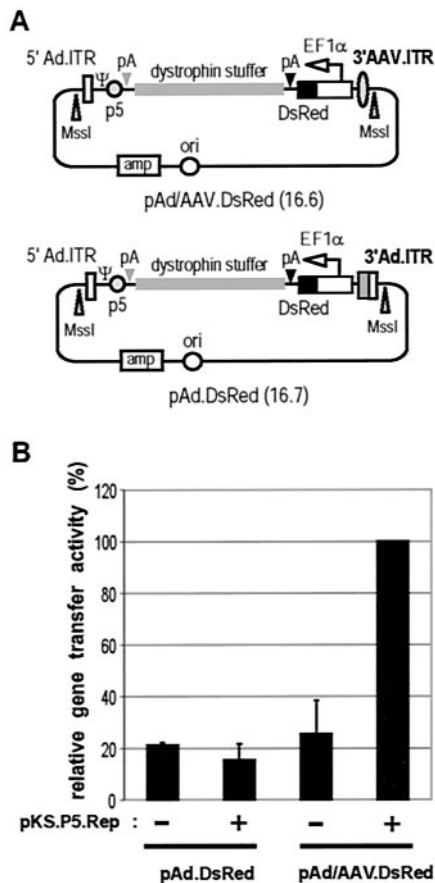 A
5' Ad.ITR Ψ pA dystrophin stuffer pA EF1α 3'AAV.ITR
MssI p5 DsRed MssI
amp ori
pAd/AAV.DsRed (16.6)
5' Ad.ITR Ψ pA dystrophin stuffer pA EF1α 3'Ad.ITR
MssI p5 DsRed MssI
amp ori
pAd.DsRed (16.7)
B
relative gene transfer activity (%)
120
100
80
60
40
20
0
pKS.P5.Rep : − + − +
pAd.DsRed pAd/AAV.DsRed